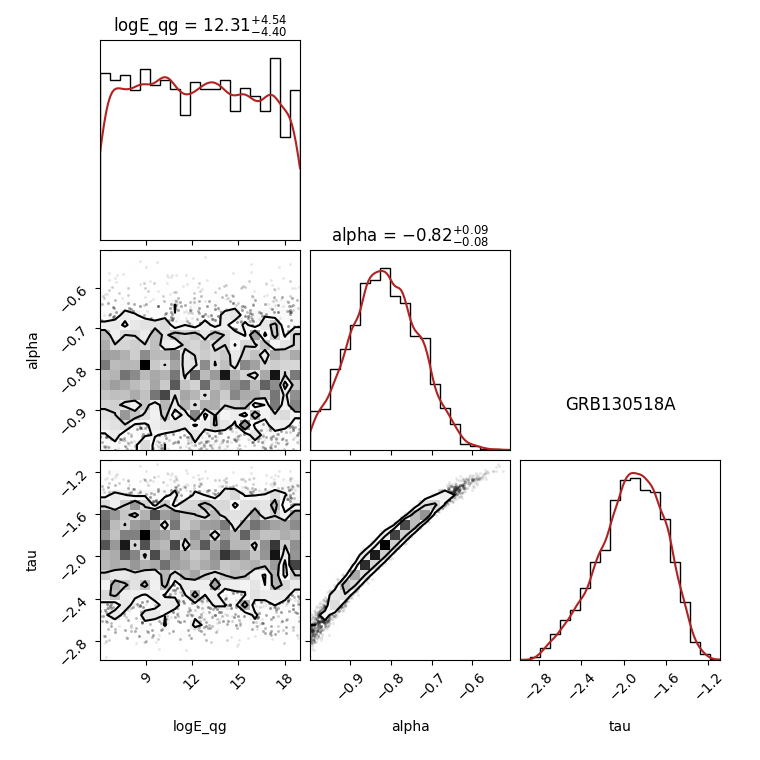 logE_qg = 12.31^{+4.54}_{−4.40}
alpha = −0.82^{+0.09}_{−0.08}
−0.6
−0.7
−0.8
−0.9
alpha
GRB130518A
−1.2
−1.6
−2.0
−2.4
−2.8
tau
9 12 15 18
−0.9 −0.8 −0.7 −0.6
−2.8 −2.4 −2.0 −1.6 −1.2
logE_qg alpha tau